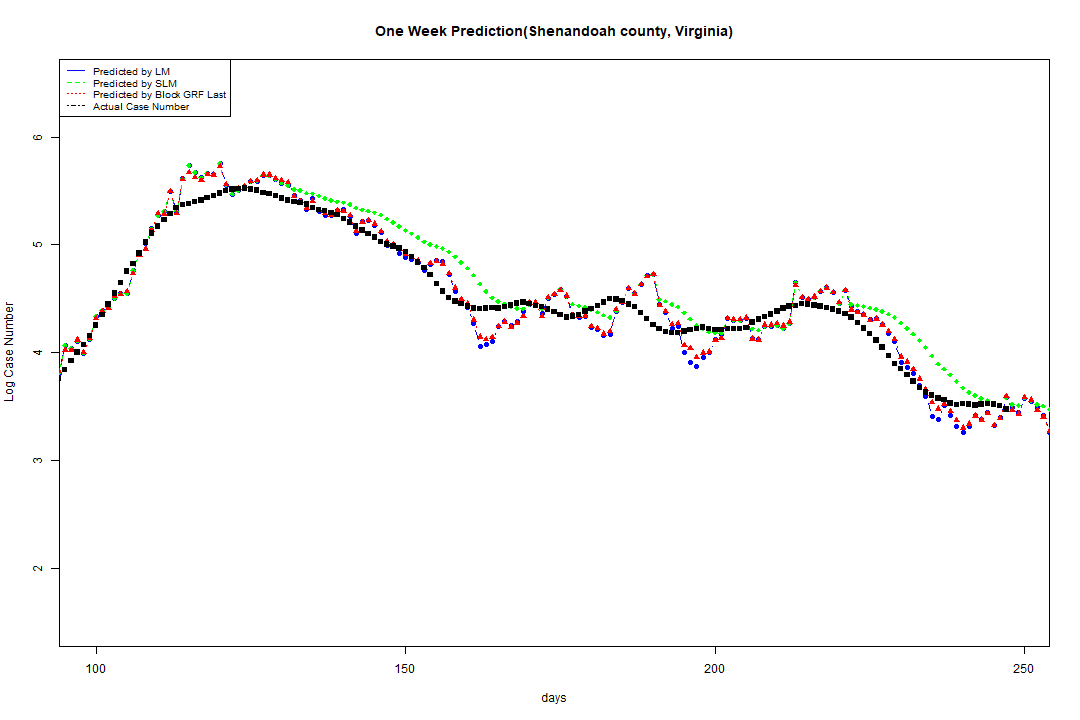 One Week Prediction(Shenandoah county, Virginia)
Predicted by LM
Predicted by SLM
Predicted by Block GRF Last
Actual Case Number
Log Case Number
6
5
4
3
2
100 150 200 250
days